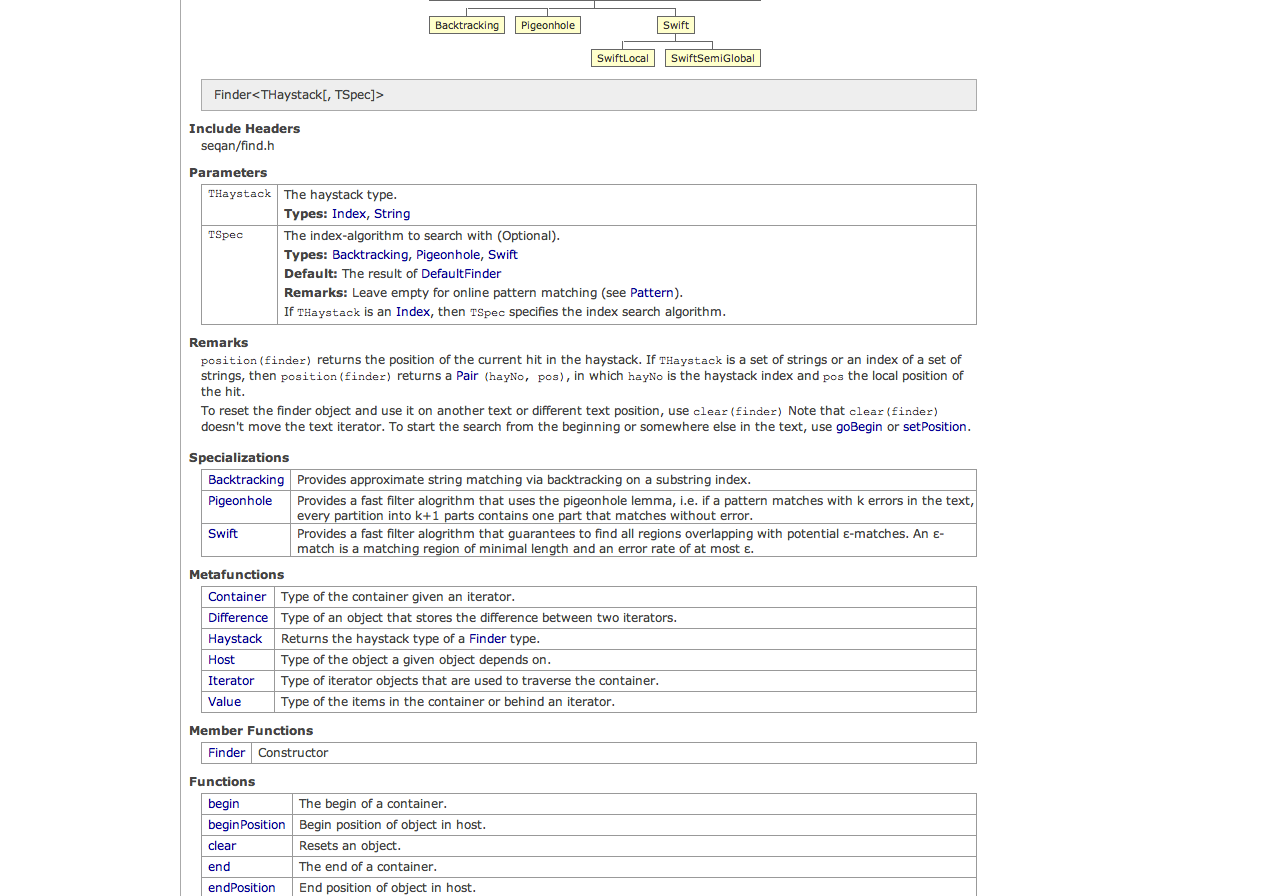 Backtracking Pigeonhole Swift
SwiftLocal SwiftSemiGlobal
Finder<THaystack[, TSpec]>
Include Headers
seqan/find.h
Parameters
THaystack The haystack type.
Types: Index, String
TSpec The index-algorithm to search with (Optional).
Types: Backtracking, Pigeonhole, Swift
Default: The result of DefaultFinder
Remarks: Leave empty for online pattern matching (see Pattern).
If THaystack is an Index, then TSpec specifies the index search algorithm.
Remarks
position(finder) returns the position of the current hit in the haystack. If THaystack is a set of strings or an index of a set of
strings, then position(finder) returns a Pair (hayNo, pos), in which hayNo is the haystack index and pos the local position of
the hit.
To reset the finder object and use it on another text or different text position, use clear(finder) Note that clear(finder)
doesn't move the text iterator. To start the search from the beginning or somewhere else in the text, use goBegin or setPosition.
Specializations
Backtracking Provides approximate string matching via backtracking on a substring index.
Pigeonhole Provides a fast filter alogrithm that uses the pigeonhole lemma, i.e. if a pattern matches with k errors in the text,
every partition into k+1 parts contains one part that matches without error.
Swift Provides a fast filter alogrithm that guarantees to find all regions overlapping with potential ε-matches. An ε-
match is a matching region of minimal length and an error rate of at most ε.
Metafunctions
Container Type of the container given an iterator.
Difference Type of an object that stores the difference between two iterators.
Haystack Returns the haystack type of a Finder type.
Host Type of the object a given object depends on.
Iterator Type of iterator objects that are used to traverse the container.
Value Type of the items in the container or behind an iterator.
Member Functions
Finder Constructor
Functions
begin The begin of a container.
beginPosition Begin position of object in host.
clear Resets an object.
end The end of a container.
endPosition End position of object in host.